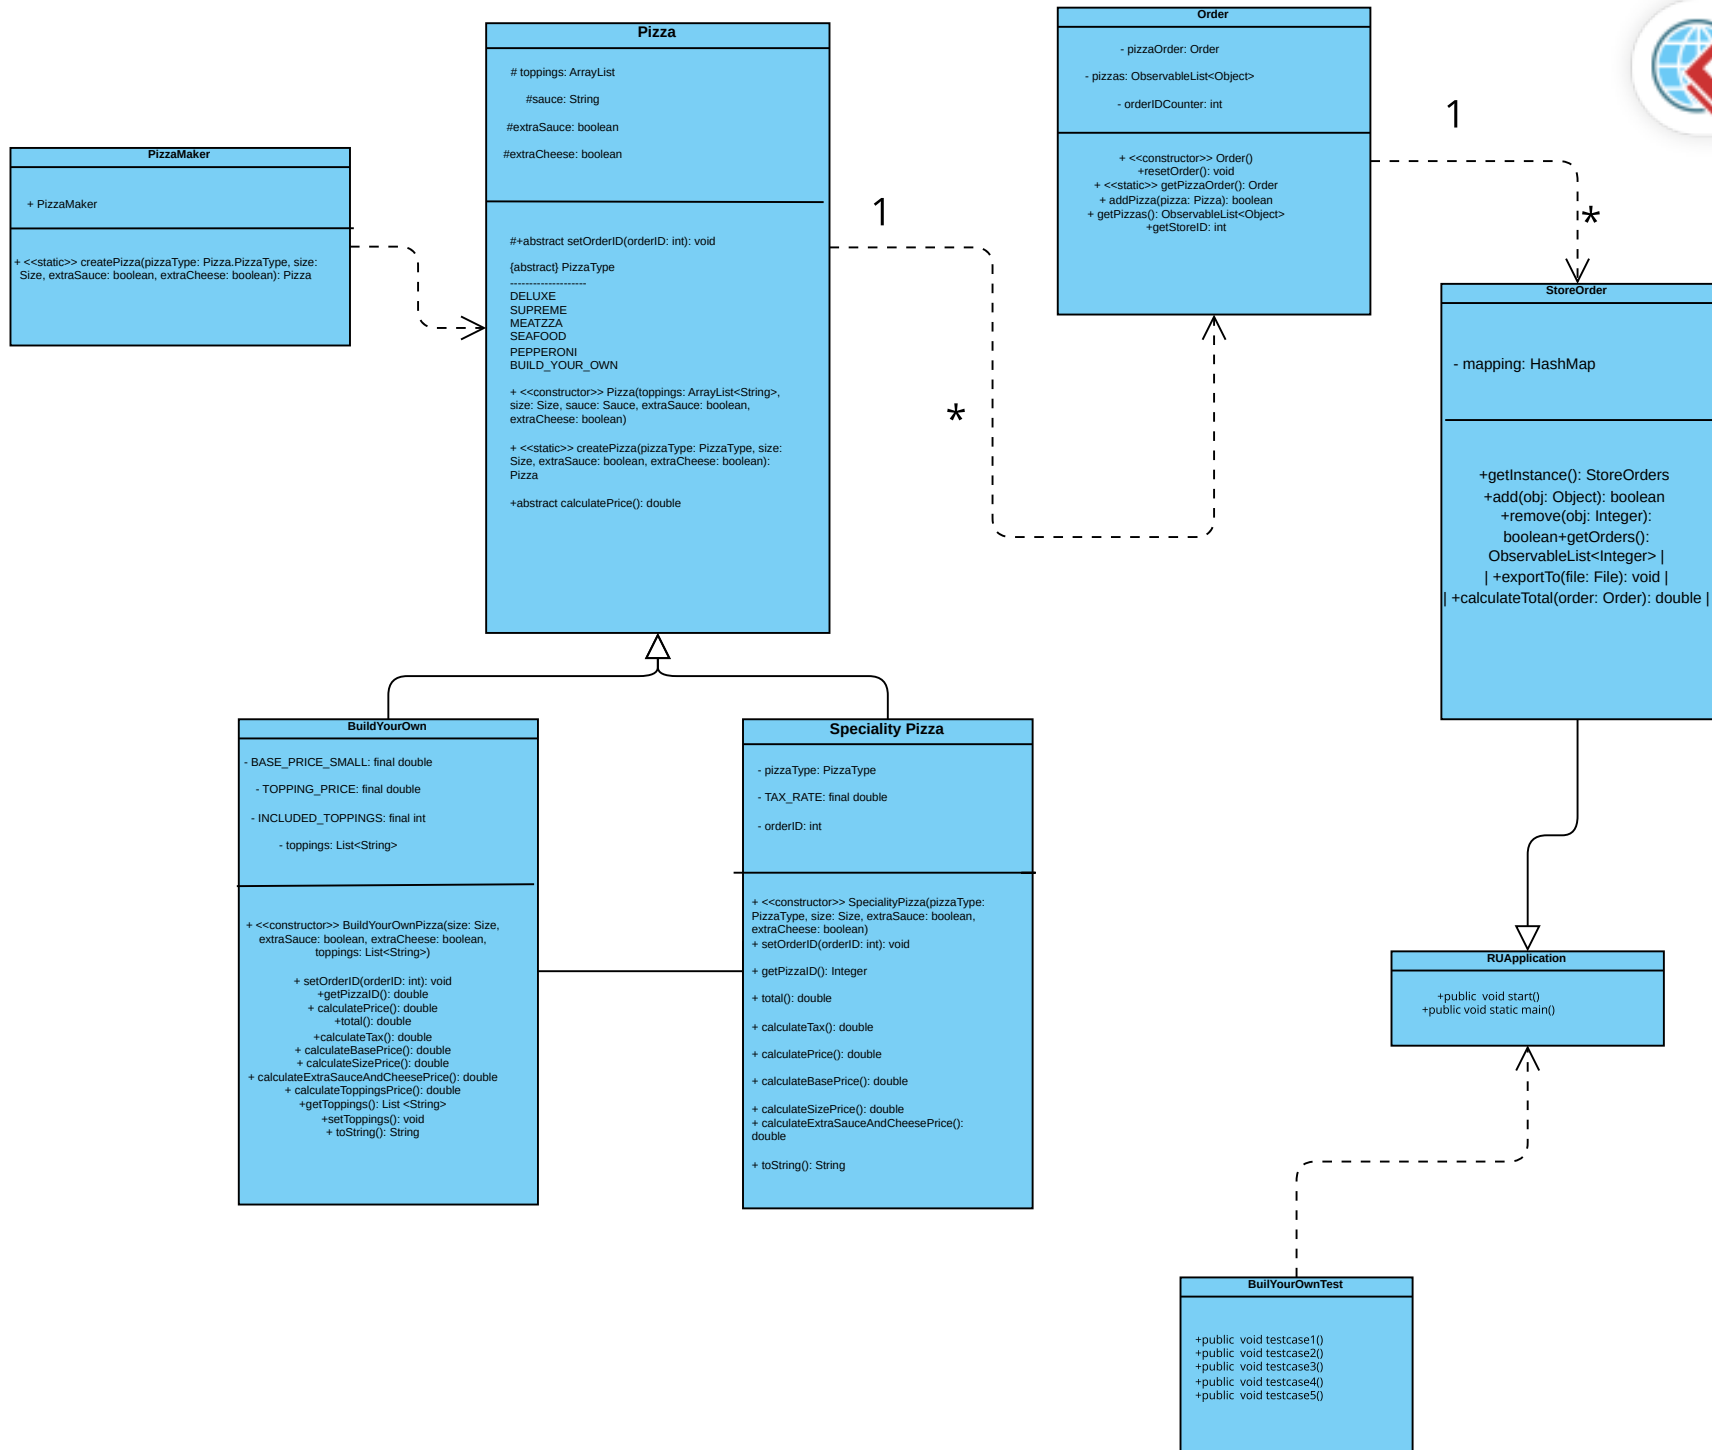 PizzaMaker
+ PizzaMaker
+ <<static>> createPizza(pizzaType: Pizza.PizzaType, size:
Size, extraSauce: boolean, extraCheese: boolean): Pizza
Pizza
# toppings: ArrayList
#sauce: String
#extraSauce: boolean
#extraCheese: boolean
#+abstract setOrderID(orderID: int): void
{abstract} PizzaType
--------------------
DELUXE
SUPREME
MEATZZA
SEAFOOD
PEPPERONI
BUILD_YOUR_OWN
+ <<constructor>> Pizza(toppings: ArrayList<String>,
size: Size, sauce: Sauce, extraSauce: boolean,
extraCheese: boolean)
+ <<static>> createPizza(pizzaType: PizzaType, size:
Size, extraSauce: boolean, extraCheese: boolean):
Pizza
+abstract calculatePrice(): double
1
*
Order
- pizzaOrder: Order
- pizzas: ObservableList<Object>
- orderIDCounter: int
+ <<constructor>> Order()
+resetOrder(): void
+ <<static>> getPizzaOrder(): Order
+ addPizza(pizza: Pizza): boolean
+ getPizzas(): ObservableList<Object>
+getStoreID: int
1
*
StoreOrder
- mapping: HashMap
+getInstance(): StoreOrders
+add(obj: Object): boolean
+remove(obj: Integer):
boolean+getOrders():
ObservableList<Integer> |
| +exportTo(file: File): void |
| +calculateTotal(order: Order): double |
BuildYourOwn
- BASE_PRICE_SMALL: final double
- TOPPING_PRICE: final double
- INCLUDED_TOPPINGS: final int
- toppings: List<String>
+ <<constructor>> BuildYourOwnPizza(size: Size,
extraSauce: boolean, extraCheese: boolean,
toppings: List<String>)
+ setOrderID(orderID: int): void
+getPizzaID(): double
+ calculatePrice(): double
+total(): double
+calculateTax(): double
+ calculateBasePrice(): double
+ calculateSizePrice(): double
+ calculateExtraSauceAndCheesePrice(): double
+ calculateToppingsPrice(): double
+getToppings(): List <String>
+setToppings(): void
+ toString(): String
Speciality Pizza
- pizzaType: PizzaType
- TAX_RATE: final double
- orderID: int
+ <<constructor>> SpecialityPizza(pizzaType:
PizzaType, size: Size, extraSauce: boolean,
extraCheese: boolean)
+ setOrderID(orderID: int): void
+ getPizzaID(): Integer
+ total(): double
+ calculateTax(): double
+ calculatePrice(): double
+ calculateBasePrice(): double
+ calculateSizePrice(): double
+ calculateExtraSauceAndCheesePrice():
double
+ toString(): String
RUApplication
+public  void start()
+public void static main()
BuilYourOwnTest
+public  void testcase1()
+public  void testcase2()
+public  void testcase3()
+public  void testcase4()
+public  void testcase5()